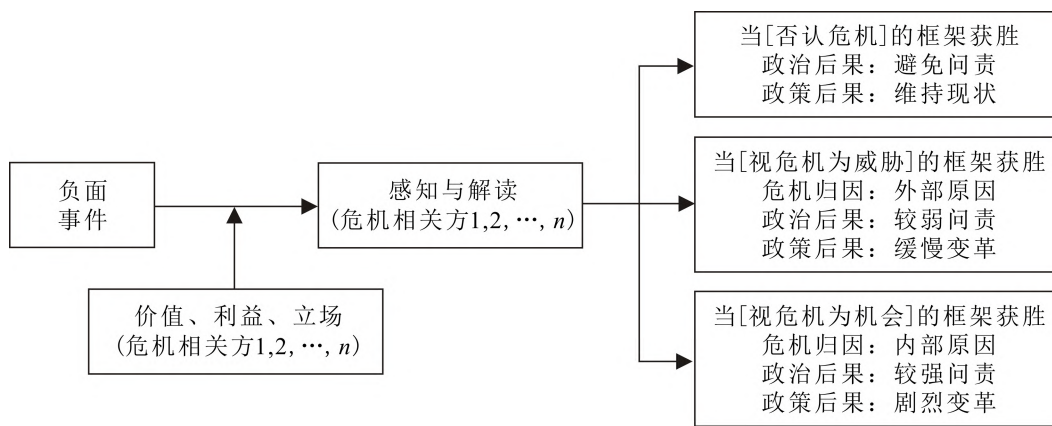 负面
事件
价值、利益、立场
(危机相关方1,2,…,n)
感知与解读
(危机相关方1,2,…,n)
当[否认危机]的框架获胜
政治后果：避免问责
政策后果：维持现状
当[视危机为威胁]的框架获胜
危机归因：外部原因
政治后果：较弱问责
政策后果：缓慢变革
当[视危机为机会]的框架获胜
危机归因：内部原因
政治后果：较强问责
政策后果：剧烈变革